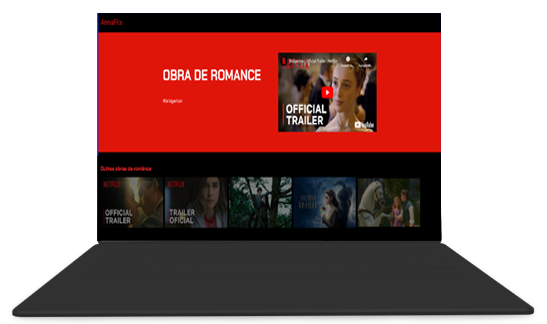 AnnaFlix
OBRA DE ROMANCE
Bridgerton
Bridgerton | Official Trailer | Netflix
OFFICIAL
TRAILER
YouTube
Outras obras de romance:
NETFLIX
OFFICIAL
TRAILER
NETFLIX
TRAILER
OFICIAL